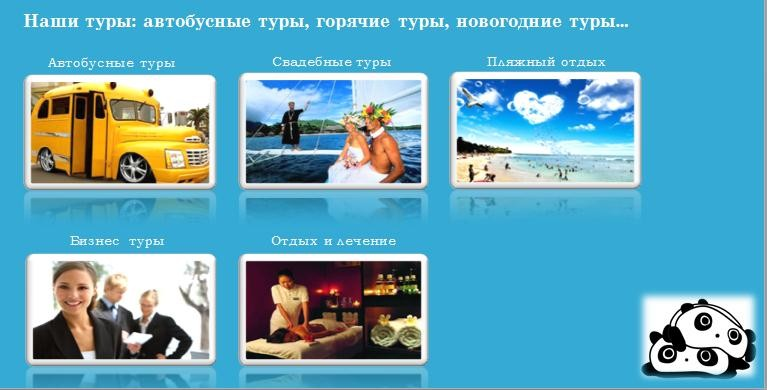 Наши туры: автобусные туры, горячие туры, новогодние туры...
Автобусные туры
Свадебные туры
Пляжный отдых
Бизнес туры
Отдых и лечение